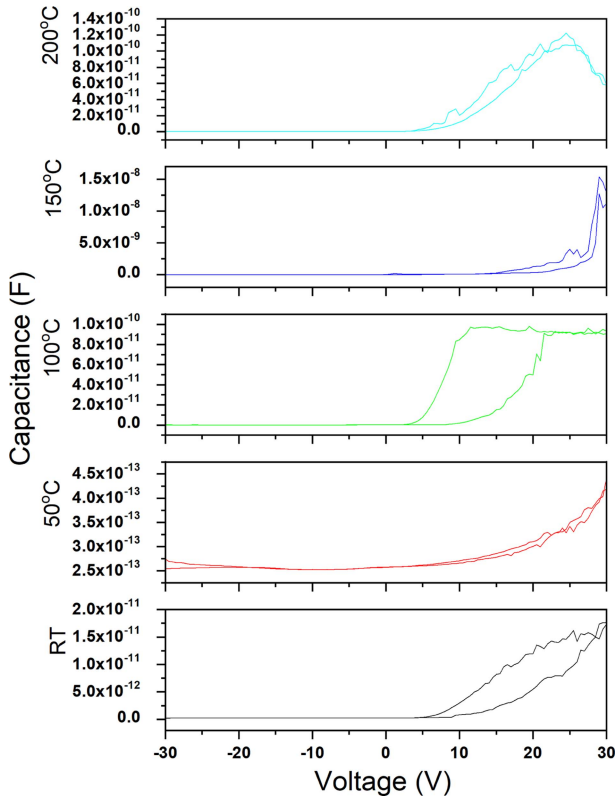 200°C
1.4x10⁻¹⁰
1.2x10⁻¹⁰
1.0x10⁻¹⁰
8.0x10⁻¹¹
6.0x10⁻¹¹
4.0x10⁻¹¹
2.0x10⁻¹¹
0.0
150°C
1.5x10⁻⁸
1.0x10⁻⁸
5.0x10⁻⁹
0.0
Capacitance (F)
100°C
1.0x10⁻¹⁰
8.0x10⁻¹¹
6.0x10⁻¹¹
4.0x10⁻¹¹
2.0x10⁻¹¹
0.0
50°C
4.5x10⁻¹³
4.0x10⁻¹³
3.5x10⁻¹³
3.0x10⁻¹³
2.5x10⁻¹³
RT
2.0x10⁻¹¹
1.5x10⁻¹¹
1.0x10⁻¹¹
5.0x10⁻¹²
0.0
-30 -20 -10 0 10 20 30
Voltage (V)